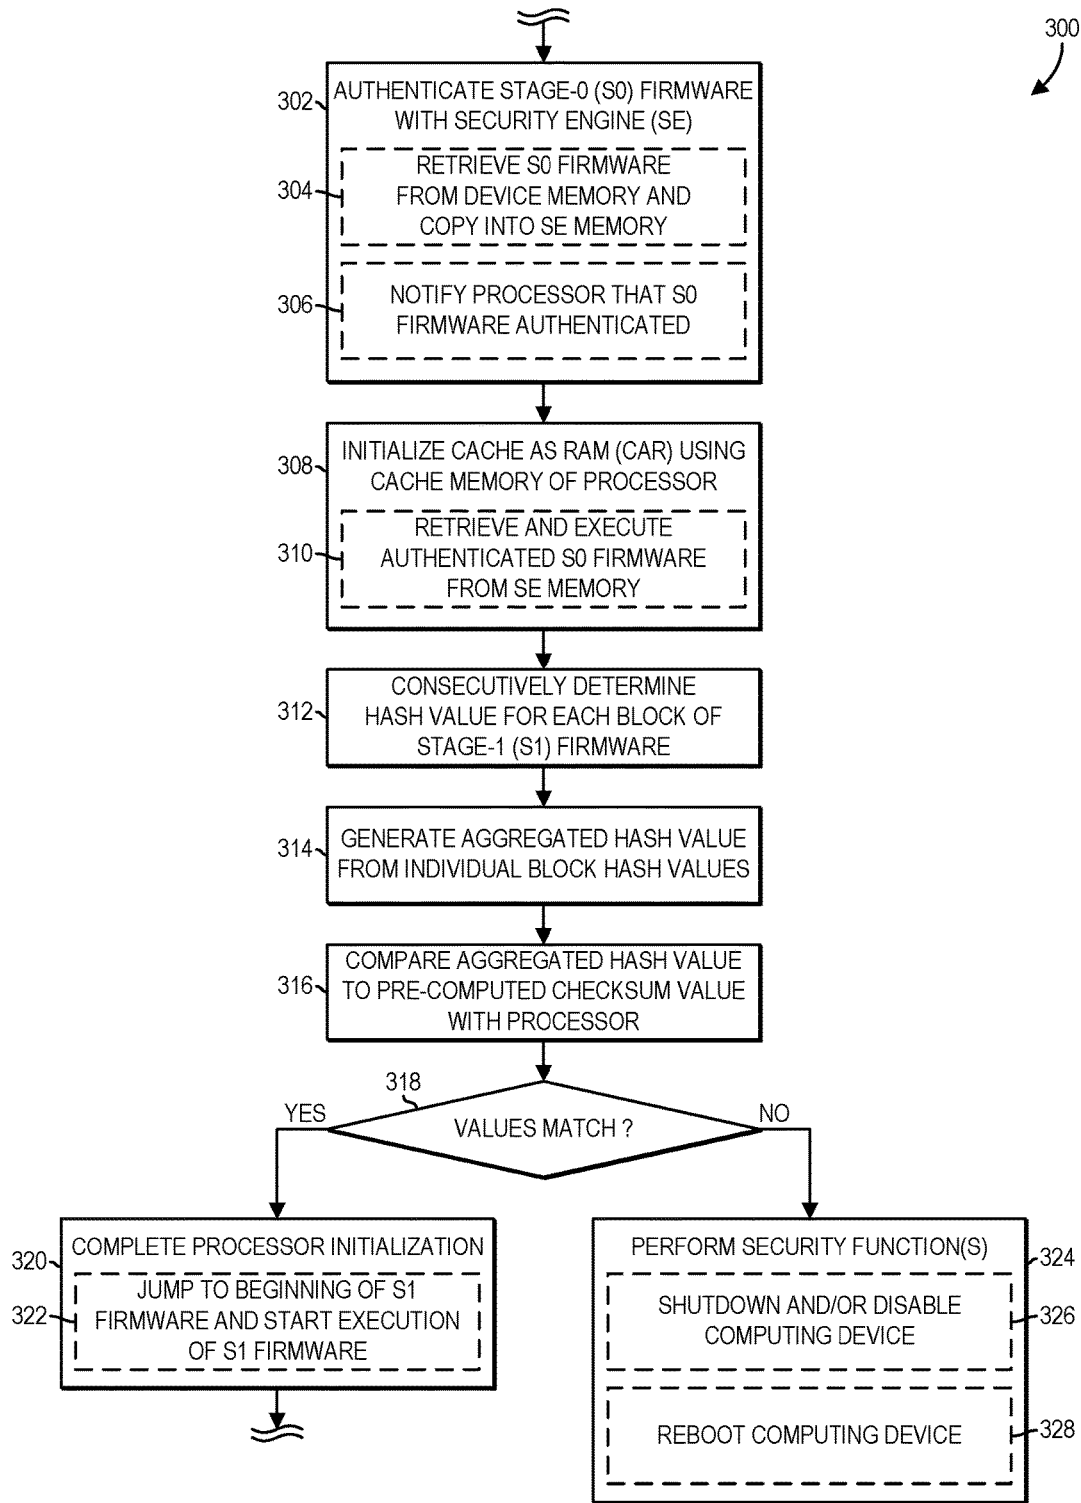 300
302
AUTHENTICATE STAGE-0 (S0) FIRMWARE
WITH SECURITY ENGINE (SE)
304
RETRIEVE S0 FIRMWARE
FROM DEVICE MEMORY AND
COPY INTO SE MEMORY
306
NOTIFY PROCESSOR THAT S0
FIRMWARE AUTHENTICATED
308
INITIALIZE CACHE AS RAM (CAR) USING
CACHE MEMORY OF PROCESSOR
310
RETRIEVE AND EXECUTE
AUTHENTICATED S0 FIRMWARE
FROM SE MEMORY
312
CONSECUTIVELY DETERMINE
HASH VALUE FOR EACH BLOCK OF
STAGE-1 (S1) FIRMWARE
314
GENERATE AGGREGATED HASH VALUE
FROM INDIVIDUAL BLOCK HASH VALUES
316
COMPARE AGGREGATED HASH VALUE
TO PRE-COMPUTED CHECKSUM VALUE
WITH PROCESSOR
318
YES
VALUES MATCH ?
NO
320
COMPLETE PROCESSOR INITIALIZATION
322
JUMP TO BEGINNING OF S1
FIRMWARE AND START EXECUTION
OF S1 FIRMWARE
PERFORM SECURITY FUNCTION(S)
324
SHUTDOWN AND/OR DISABLE
COMPUTING DEVICE
326
REBOOT COMPUTING DEVICE
328